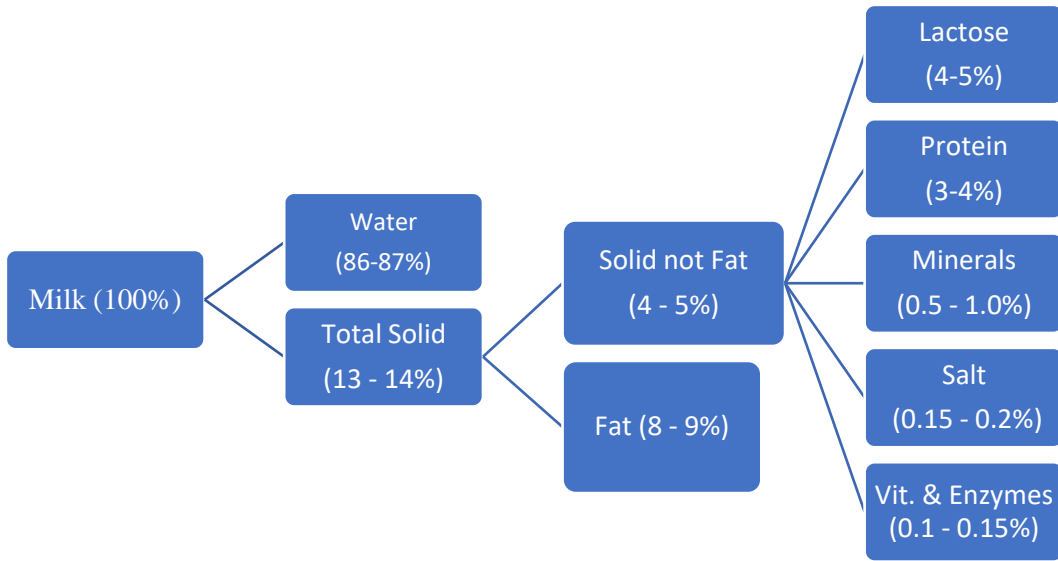 Milk (100%)
Water
(86-87%)
Total Solid
(13 - 14%)
Solid not Fat
(4 - 5%)
Fat (8 - 9%)
Lactose
(4-5%)
Protein
(3-4%)
Minerals
(0.5 - 1.0%)
Salt
(0.15 - 0.2%)
Vit. & Enzymes
(0.1 - 0.15%)